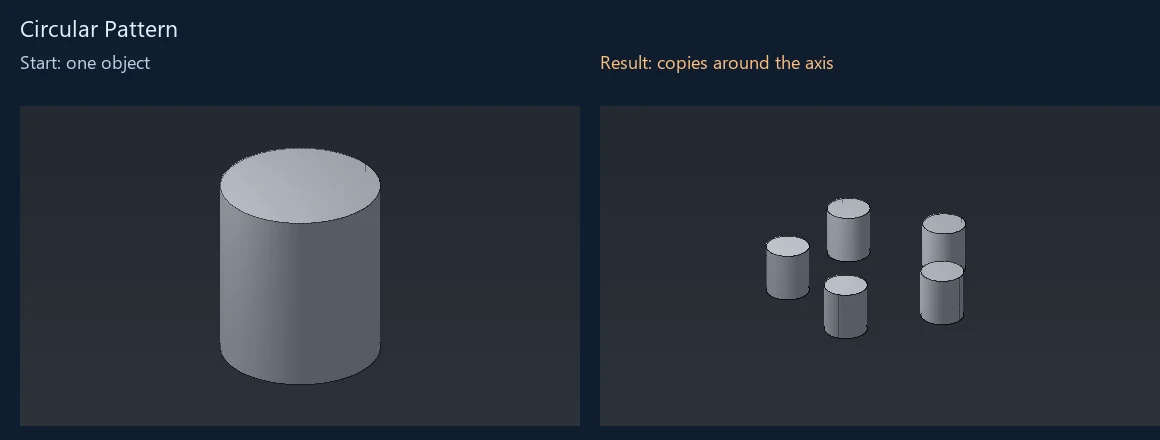 Circular Pattern
Start: one object
Result: copies around the axis